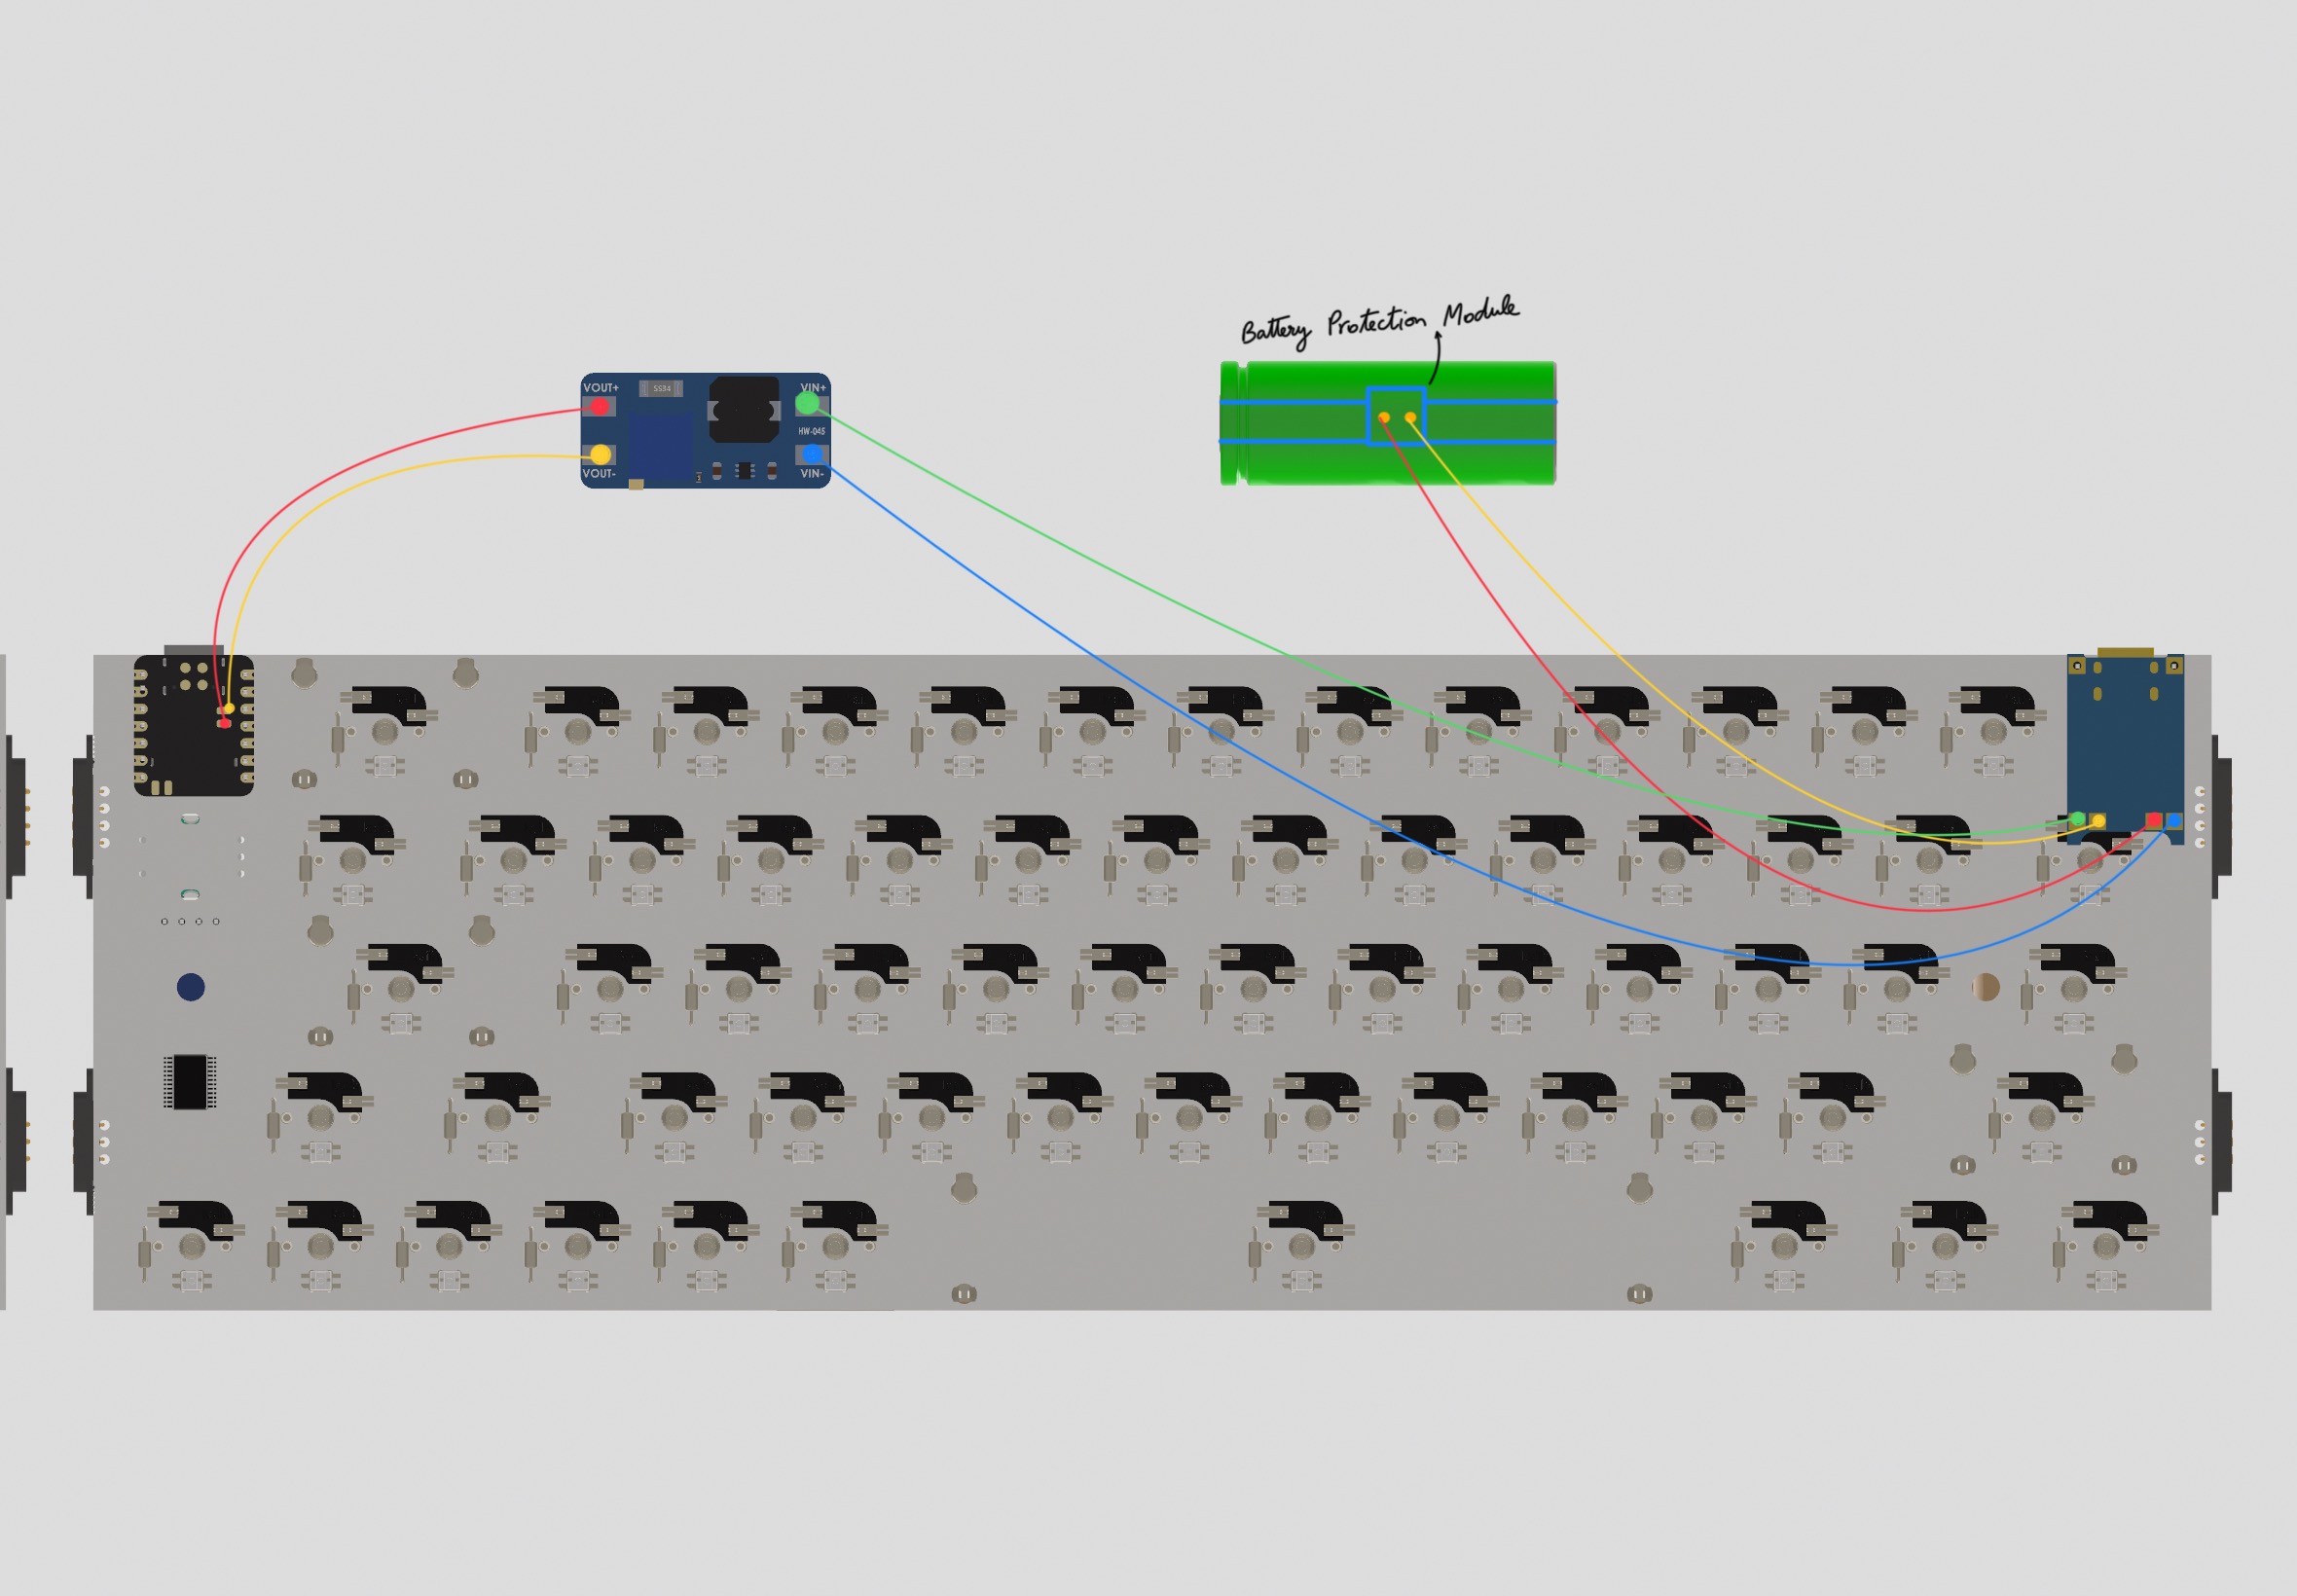 Battery Protection Module
VOUT+
SS34
VIN+
HW-045
VOUT-
VIN-